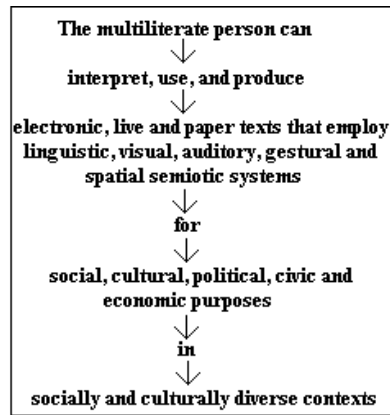 The multiliterate person can
interpret, use, and produce
electronic, live and paper texts that employ
linguistic, visual, auditory, gestural and
spatial semiotic systems
for
social, cultural, political, civic and
economic purposes
in
socially and culturally diverse contexts